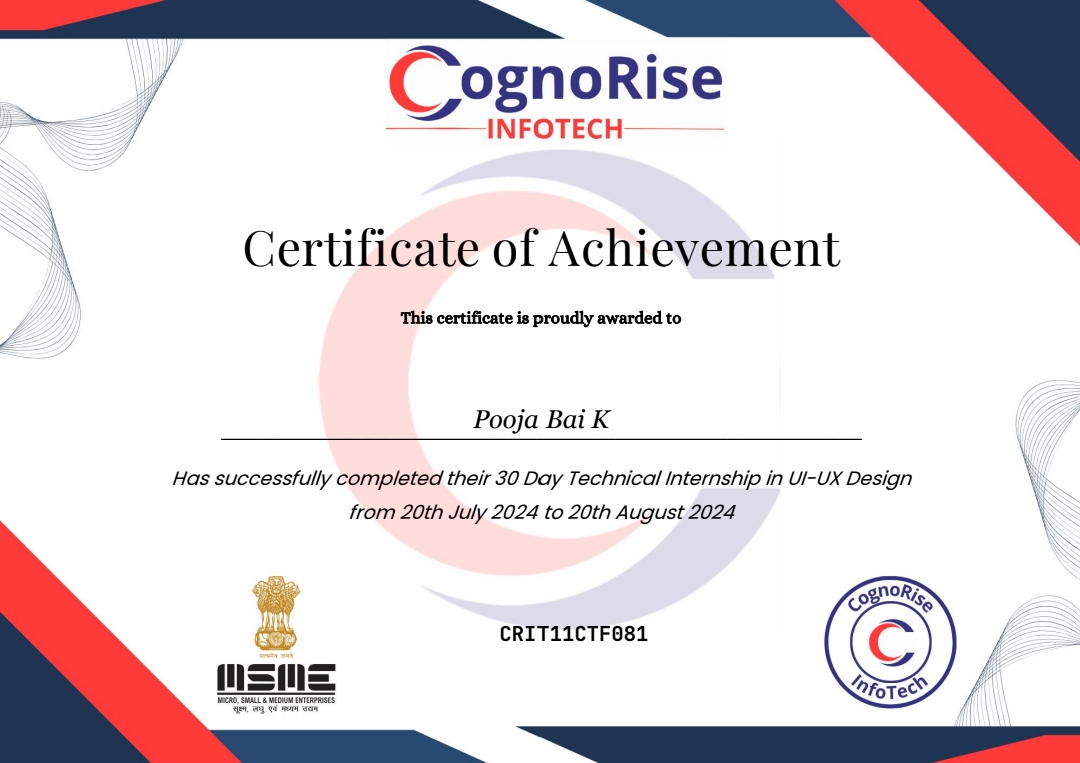 CognoRise
INFOTECH
Certificate of Achievement
This certificate is proudly awarded to
Pooja Bai K
Has successfully completed their 30 Day Technical Internship in UI-UX Design
from 20th July 2024 to 20th August 2024
सत्यमेव जयते
MSME
MICRO, SMALL & MEDIUM ENTERPRISES
सूक्ष्म, लघु एवं मध्यम उद्यम
CRIT11CTF081
CognoRise
InfoTech